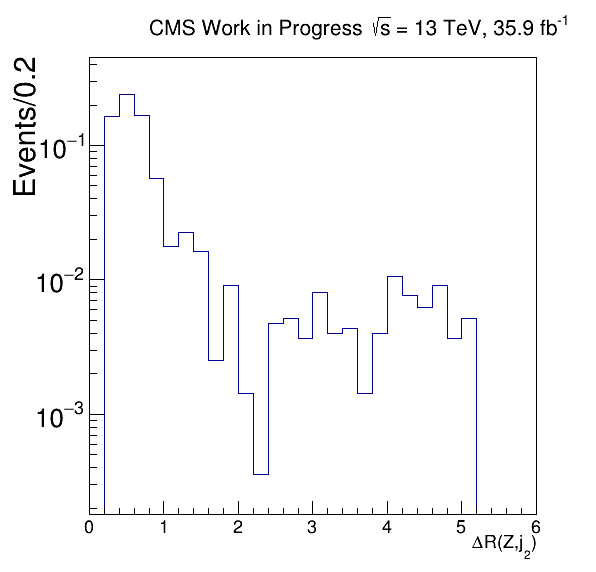 CMS Work in Progress √s = 13 TeV, 35.9 fb⁻¹
Events/0.2
10⁻¹
10⁻²
10⁻³
0 1 2 3 4 5 6
ΔR(Z,j₂)